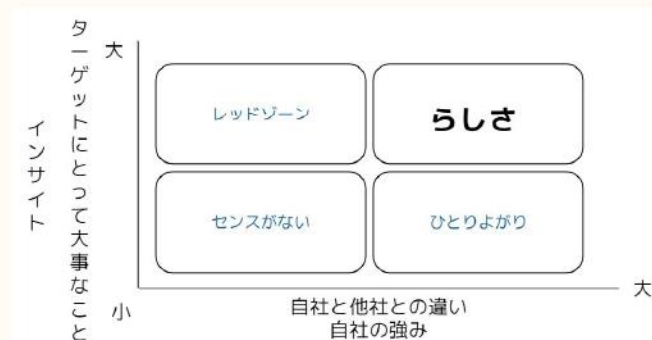 インサイト
ターゲットにとって大事なこと
大
レッドゾーン
らしさ
センスがない
ひとりよがり
小
大
自社と他社との違い
自社の強み